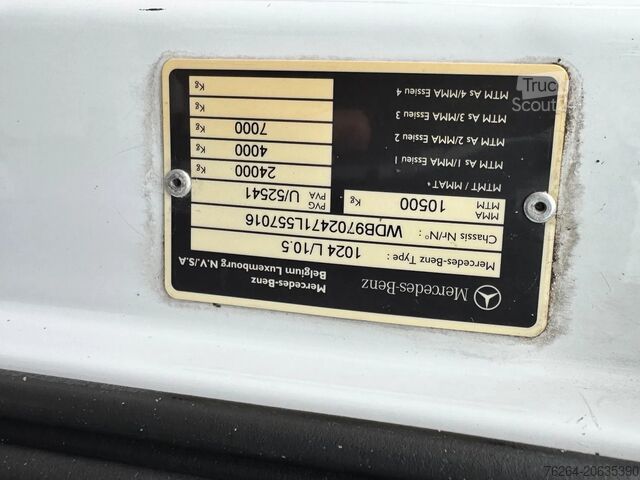 Mercedes-Benz
Mercedes-Benz
Belgium Luxembourg N.V./S.A
Mercedes-Benz Type : 1024 L/10.5
Chassis Nr/N° : WDB9702471L557016
MMA
MTM 10500 Kg
PVG
PVA U/52541
MTMT / MMAT* 24000 Kg
MTM As 1/MMA Essieu 1 4000 Kg
MTM As 2/MMA Essieu 2 7000 Kg
MTM As 3/MMA Essieu 3
MTM As 4/MMA Essieu 4 Kg
Truck
Scout
76264-20635390